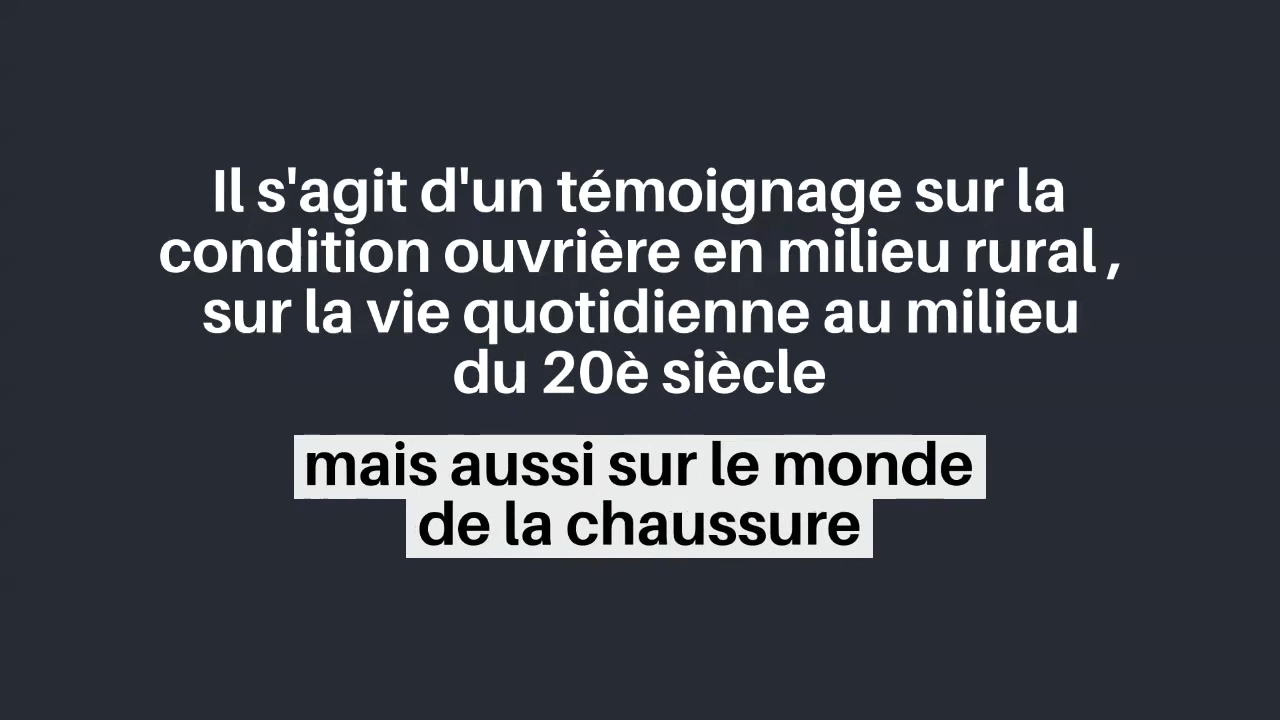 Il s'agit d'un témoignage sur la
condition ouvrière en milieu rural ,
sur la vie quotidienne au milieu
du 20è siècle
mais aussi sur le monde
de la chaussure